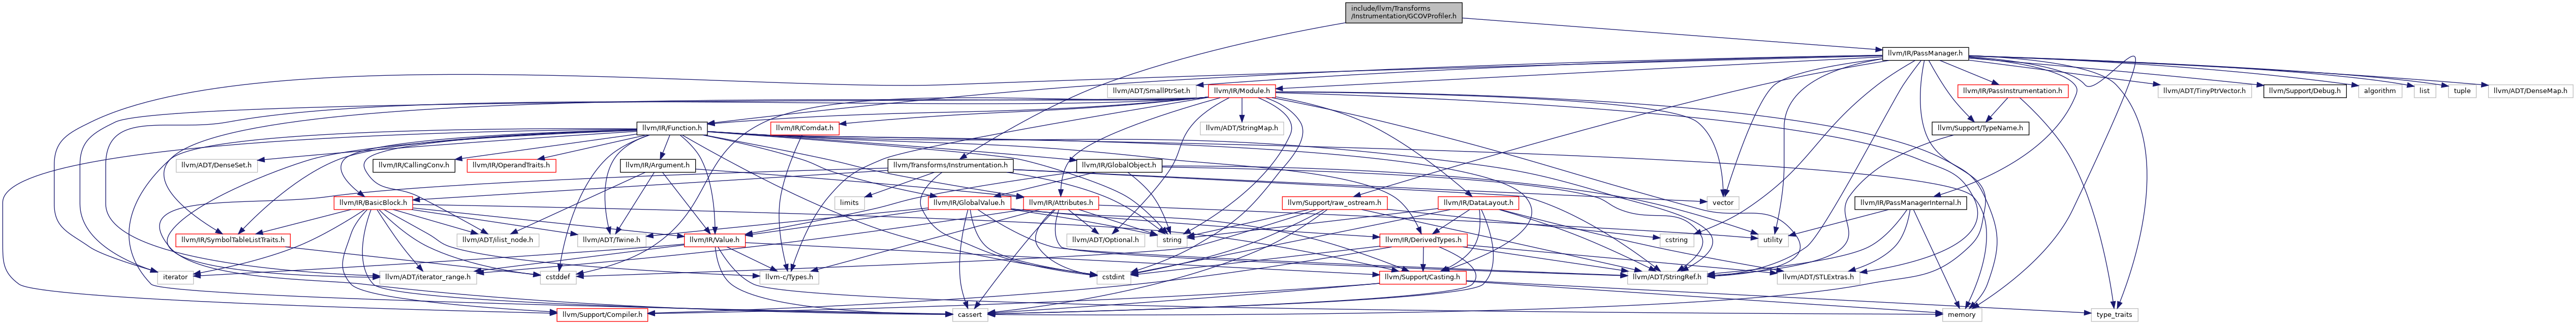 include/llvm/Transforms
/Instrumentation/GCOVProfiler.h
llvm/IR/PassManager.h
llvm/ADT/SmallPtrSet.h
llvm/IR/Module.h
llvm/IR/PassInstrumentation.h
llvm/ADT/TinyPtrVector.h
llvm/Support/Debug.h
algorithm
list
tuple
llvm/ADT/DenseMap.h
llvm/IR/Function.h
llvm/IR/Comdat.h
llvm/ADT/StringMap.h
llvm/Support/TypeName.h
llvm/ADT/DenseSet.h
llvm/IR/CallingConv.h
llvm/IR/OperandTraits.h
llvm/IR/Argument.h
llvm/Transforms/Instrumentation.h
llvm/IR/GlobalObject.h
llvm/IR/BasicBlock.h
limits
llvm/IR/GlobalValue.h
llvm/IR/Attributes.h
llvm/Support/raw_ostream.h
llvm/IR/DataLayout.h
vector
llvm/IR/PassManagerInternal.h
llvm/IR/SymbolTableListTraits.h
llvm/ADT/ilist_node.h
llvm/ADT/Twine.h
llvm/IR/Value.h
llvm/ADT/Optional.h
string
llvm/IR/DerivedTypes.h
cstring
utility
iterator
llvm/ADT/iterator_range.h
cstddef
llvm-c/Types.h
cstdint
llvm/Support/Casting.h
llvm/ADT/StringRef.h
llvm/ADT/STLExtras.h
llvm/Support/Compiler.h
cassert
memory
type_traits